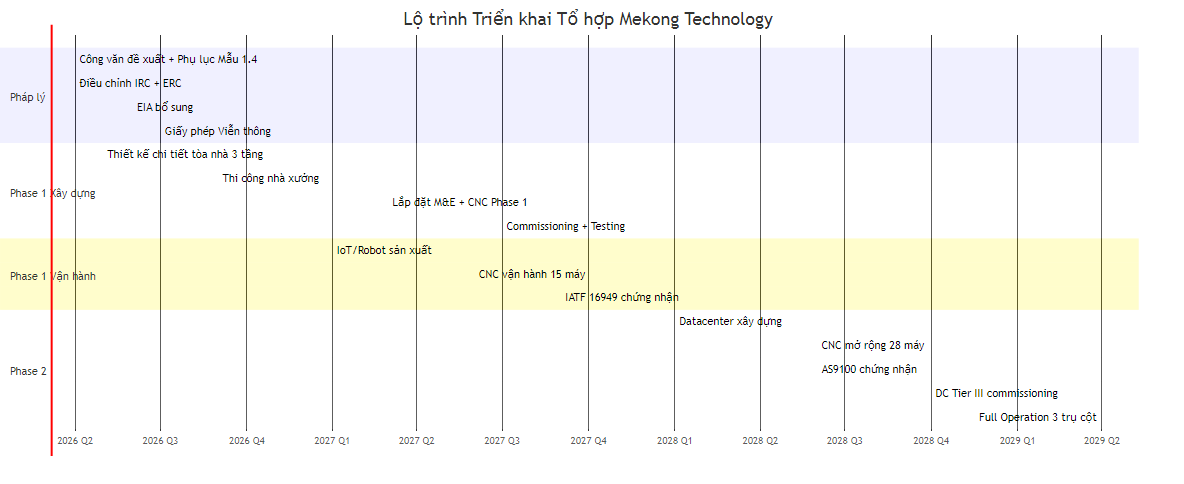 Lộ trình Triển khai Tổ hợp Mekong Technology
Pháp lý
Công văn đề xuất + Phụ lục Mẫu 1.4
Điều chỉnh IRC + ERC
EIA bổ sung
Giấy phép Viễn thông
Phase 1 Xây dựng
Thiết kế chi tiết tòa nhà 3 tầng
Thi công nhà xưởng
Lắp đặt M&E + CNC Phase 1
Commissioning + Testing
Phase 1 Vận hành
IoT/Robot sản xuất
CNC vận hành 15 máy
IATF 16949 chứng nhận
Phase 2
Datacenter xây dựng
CNC mở rộng 28 máy
AS9100 chứng nhận
DC Tier III commissioning
Full Operation 3 trụ cột
2026 Q2 2026 Q3 2026 Q4 2027 Q1 2027 Q2 2027 Q3 2027 Q4 2028 Q1 2028 Q2 2028 Q3 2028 Q4 2029 Q1 2029 Q2